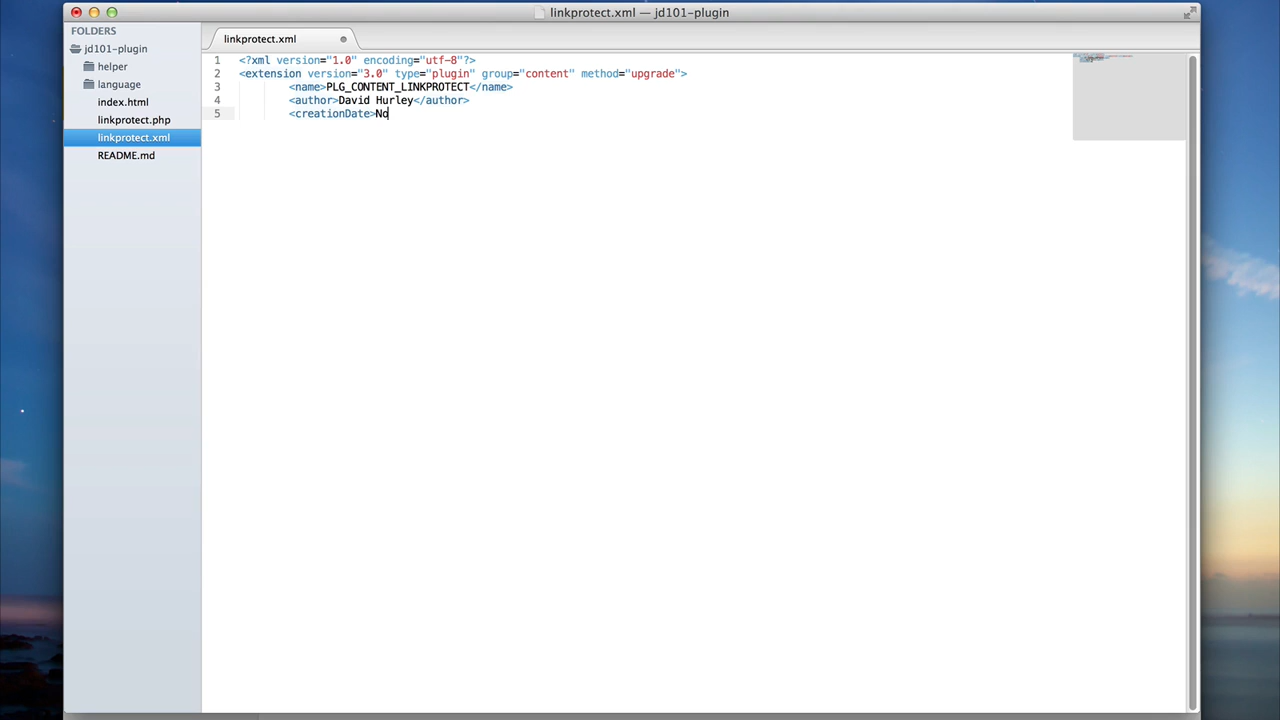 linkprotect.xml — jd101-plugin
FOLDERS
jd101-plugin
helper
language
index.html
linkprotect.php
linkprotect.xml
README.md
linkprotect.xml
1 <?xml version="1.0" encoding="utf-8"?>
2 <extension version="3.0" type="plugin" group="content" method="upgrade">
3 <name>PLG_CONTENT_LINKPROTECT</name>
4 <author>David Hurley</author>
5 <creationDate>No